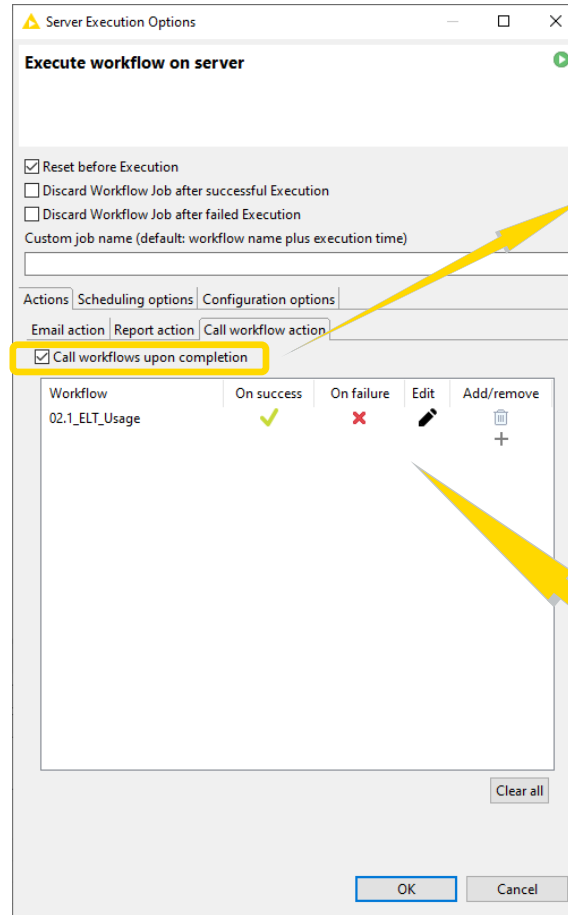 Server Execution Options
Execute workflow on server
Reset before Execution
Discard Workflow Job after successful Execution
Discard Workflow Job after failed Execution
Custom job name (default: workflow name plus execution time)
Actions Scheduling options Configuration options
Email action Report action Call workflow action
Call workflows upon completion
Workflow On success On failure Edit Add/remove
02.1_ELT_Usage
Clear all
OK Cancel